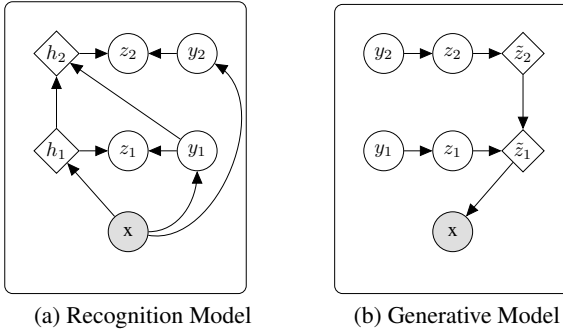 h₂ z₂ y₂
h₁ z₁ y₁
x
(a) Recognition Model
y₂ z₂ z̃₂
y₁ z₁ z̃₁
x
(b) Generative Model